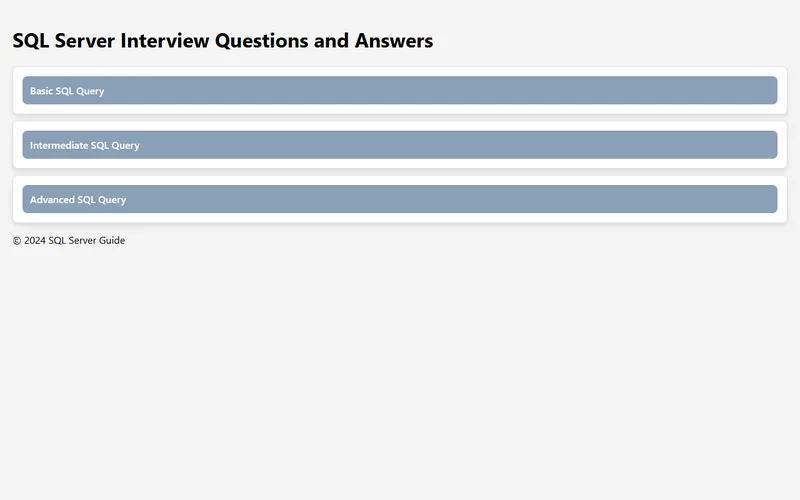 SQL Server Interview Questions and Answers
Basic SQL Query
Intermediate SQL Query
Advanced SQL Query
© 2024 SQL Server Guide